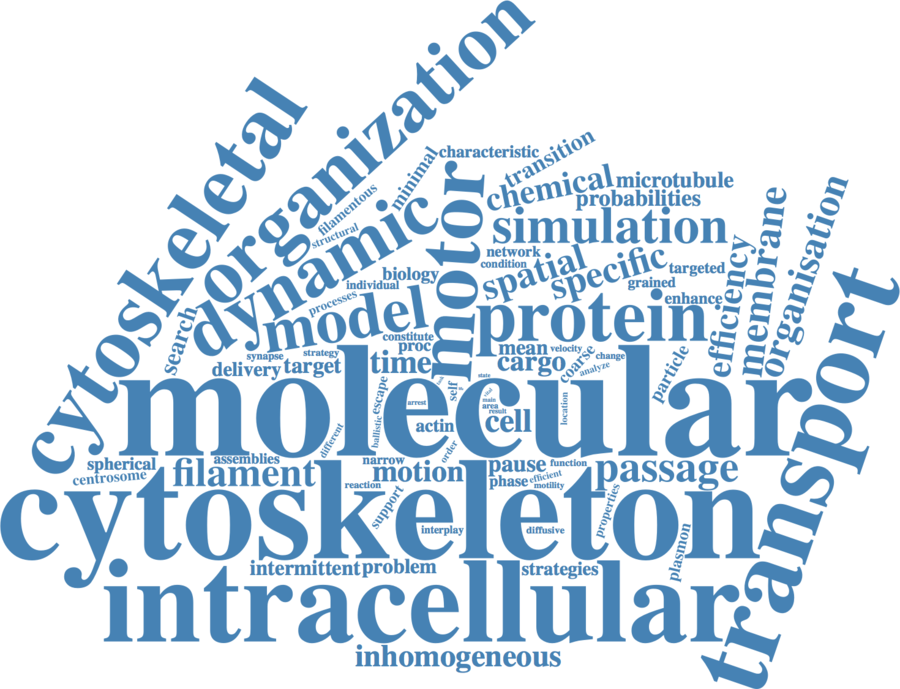 organization
cytoskeletal
characteristic
transition
minimal
motor
chemical
microtubule
filamentous
probabilities
structural
dynamic
simulation
membrane
organisation
network
condition
spatial
specific
targeted
efficiency
biology
individual
grained
processes
enhance
model
protein
search
constitute
proc
transport
synapse
strategy
delivery
target
time
mean
velocity
cargo
coarse
change
analyze
particle
molecular
escape
self
state
main
area
result
arrest
ballistic
actin
cell
location
different
order
spherical
assemblies
centrosome
filament
narrow
motion
pause
function
phase
efficient
motility
passage
reaction
support
cytoskeleton
properties
interplay
diffusive
plasmon
intermittent
problem
strategies
intracellular
inhomogeneous